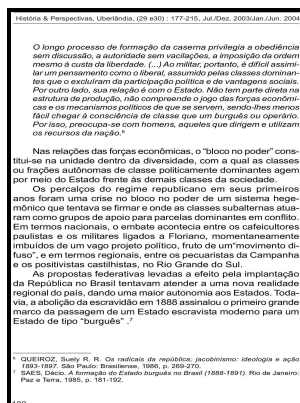 História & Perspectivas, Uberlândia, (29 e30) : 177-215, Jul./Dez. 2003/Jan./Jun. 2004
O longo processo de formação da caserna privilegia a obediência
sem discussão, a autoridade sem vacilações, a imposição da ordem
mesmo à custa da liberdade. (...) Ao militar, portanto, é difícil assimi-
lar um pensamento como o liberal, assumido pelas classes dominan-
tes que o excluíram da participação política e de vantagens sociais.
Por outro lado, sua relação é com o Estado. Não tem parte direta na
estrutura de produção, não compreende o jogo das forças econômi-
cas e os mecanismos políticos de que se servem, sendo-lhes menos
fácil chegar à consciência de classe que um burguês ou operário.
Por isso, preocupa-se com homens, aqueles que dirigem e utilizam
os recursos da nação.⁶
Nas relações das forças econômicas, o "bloco no poder" cons-
titui-se na unidade dentro da diversidade, com a qual as classes
ou frações autônomas de classe politicamente dominantes agem
por meio do Estado frente às demais classes da sociedade.
Os percalços do regime republicano em seus primeiros
anos foram uma crise no bloco de poder de um sistema hege-
mônico que tentava se firmar e onde as classes subalternas atua-
ram como grupos de apoio para parcelas dominantes em conflito.
Em termos nacionais, o embate acontecia entre os cafeicultores
paulistas e os militares ligados a Floriano, momentaneamente
imbuídos de um vago projeto político, fruto de um"movimento di-
fuso", e em termos regionais, entre os pecuaristas da Campanha
e os positivistas castilhistas, no Rio Grande do Sul.
As propostas federativas levadas a efeito pela implantação
da República no Brasil tentavam atender a uma nova realidade
regional do país, dando uma maior autonomia aos Estados. Toda-
via, a abolição da escravidão em 1888 assinalou o primeiro grande
marco da passagem de um Estado escravista moderno para um
Estado de tipo "burguês" .⁷
⁶ QUEIROZ, Suely R. R. Os radicais da república; jacobinismo: ideologia e ação
1893-1897. São Paulo: Brasiliense, 1986, p. 269-270.
⁷ SAES, Décio. A formação do Estado burguês no Brasil (1888-1891). Rio de Janeiro:
Paz e Terra, 1985, p. 181-192.